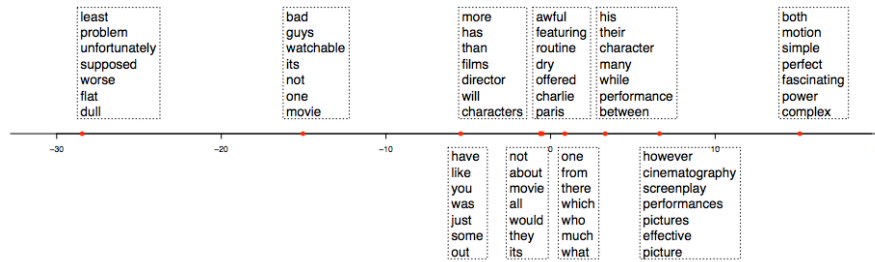 least
problem
unfortunately
supposed
worse
flat
dull
bad
guys
watchable
its
not
one
movie
more
has
than
films
director
will
characters
awful
featuring
routine
dry
offered
charlie
paris
his
their
character
many
while
performance
between
both
motion
simple
perfect
fascinating
power
complex
−30
−20
−10
0
10
have
like
you
was
just
some
out
not
about
movie
all
would
they
its
one
from
there
which
who
much
what
however
cinematography
screenplay
performances
pictures
effective
picture